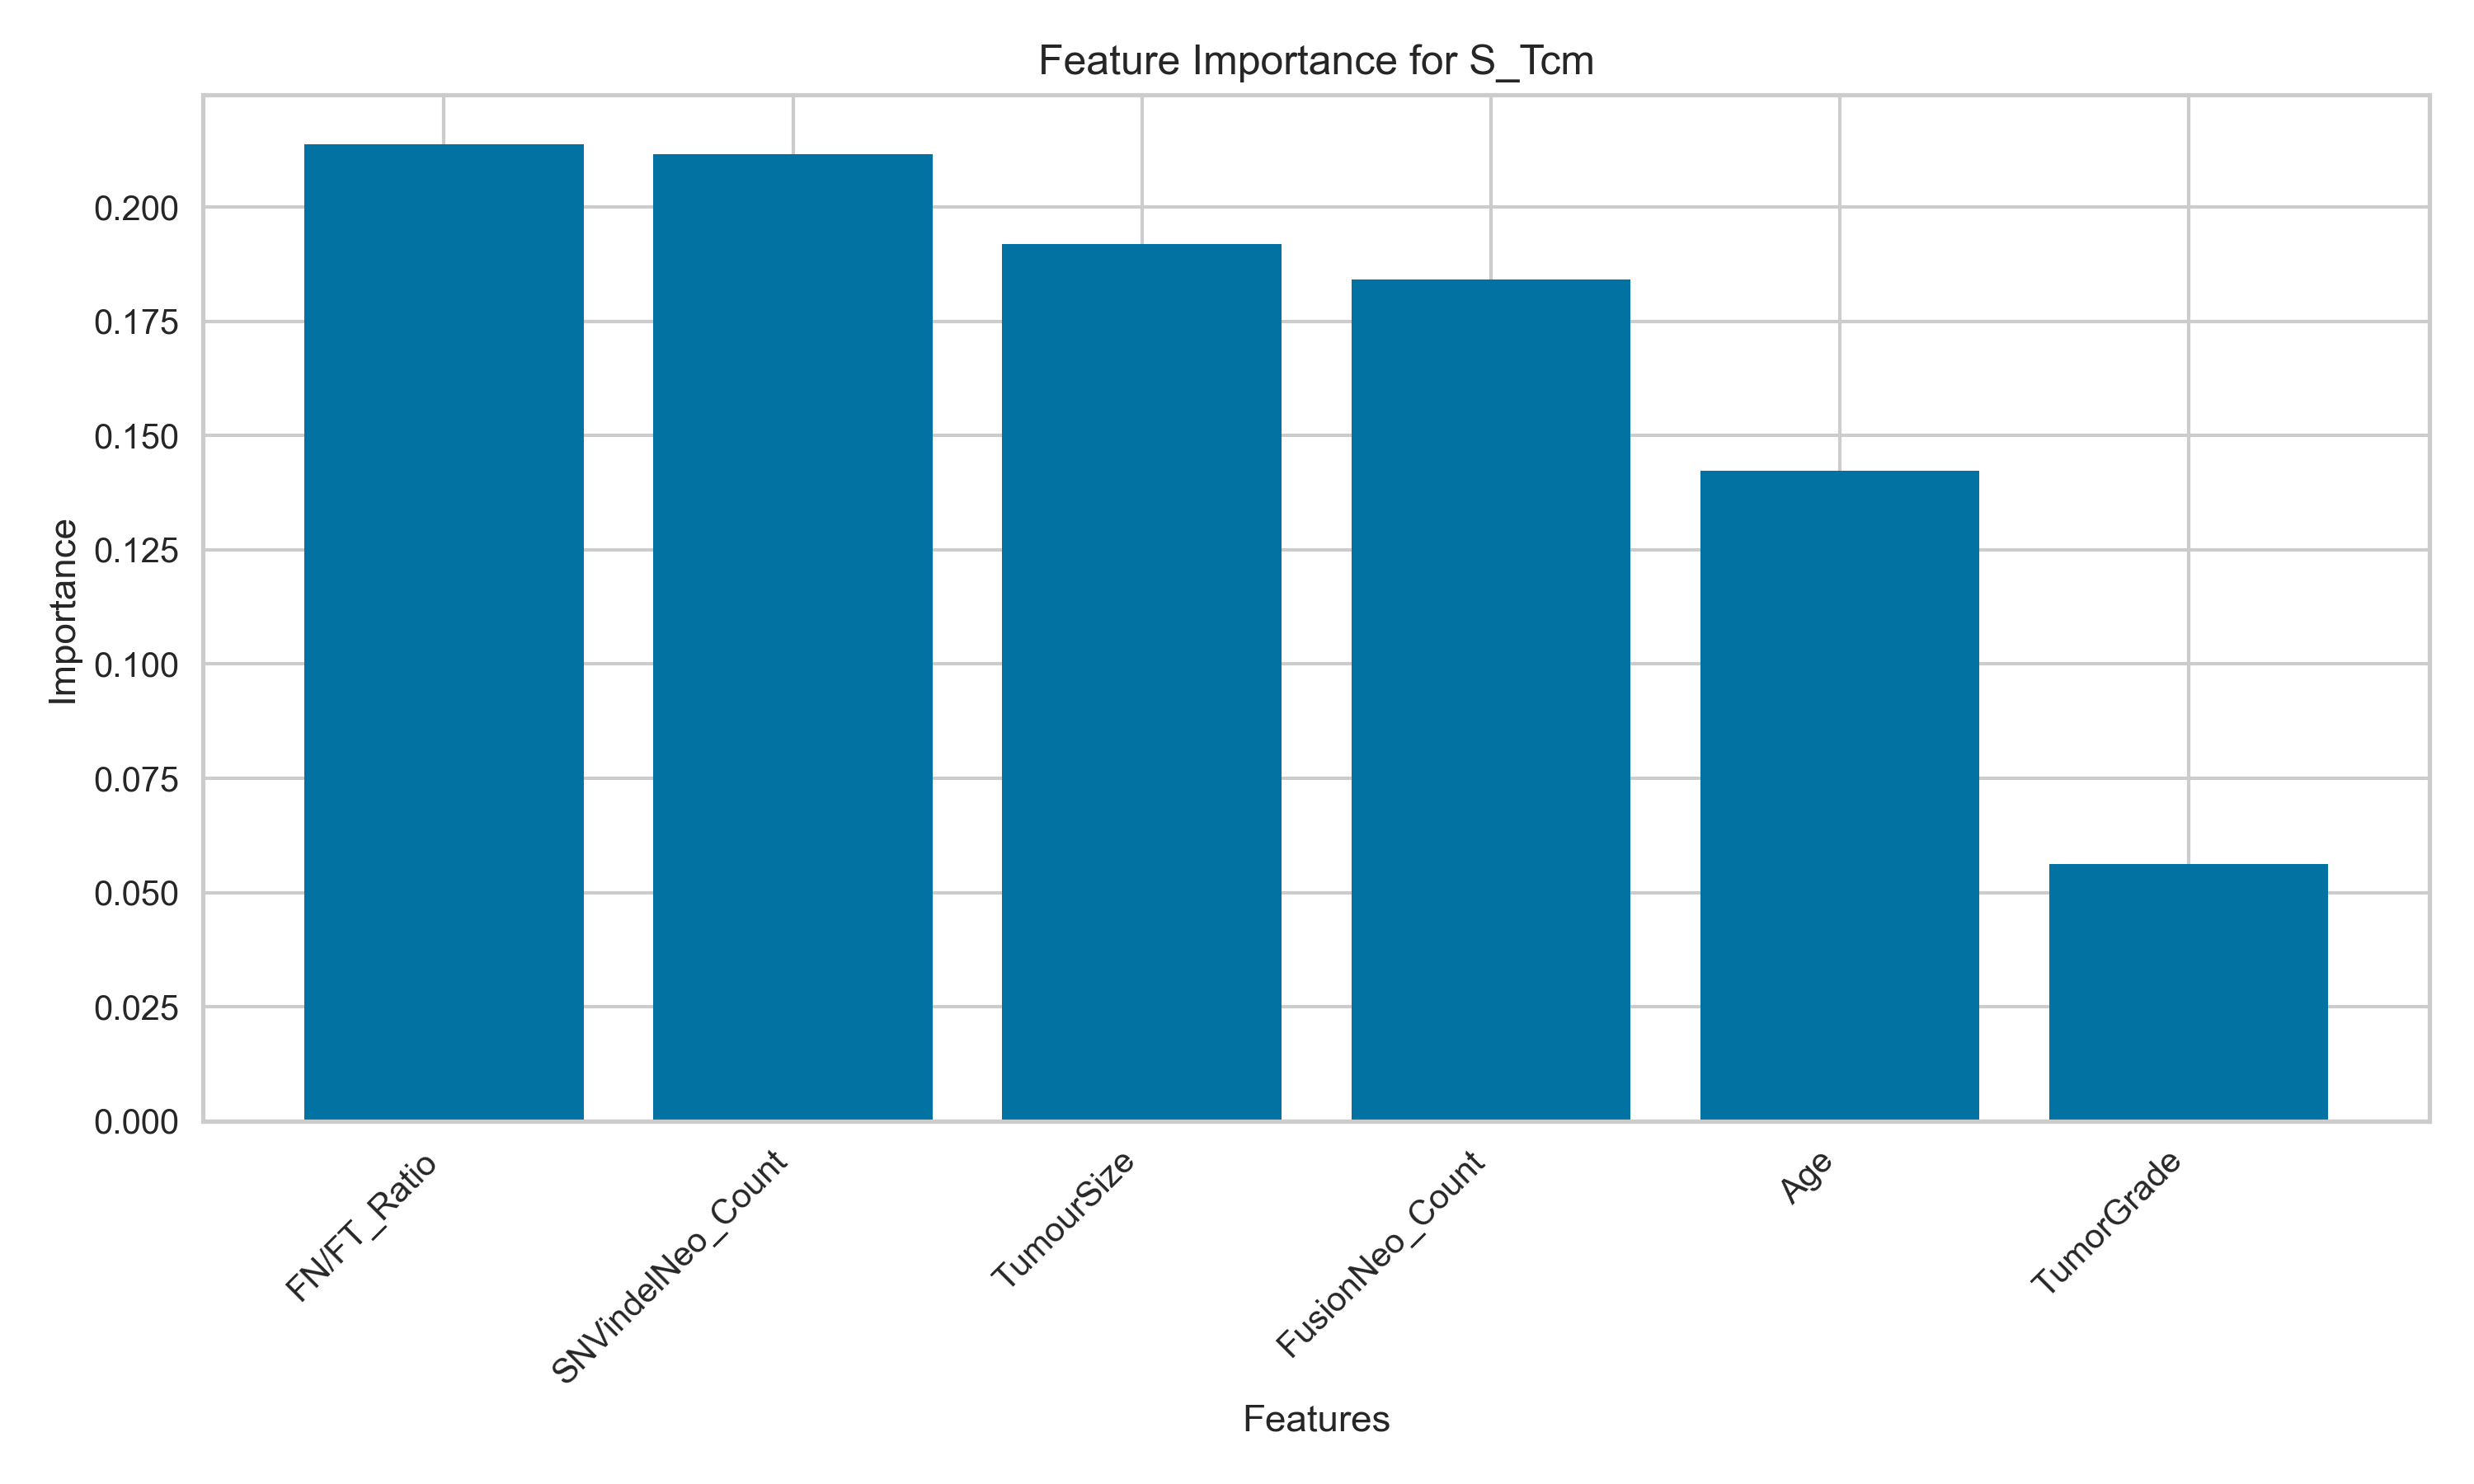 Feature Importance for S_Tcm
Importance
0.200
0.175
0.150
0.125
0.100
0.075
0.050
0.025
0.000
FN/FT_Ratio
SNVindelNeo_Count
TumourSize
FusionNeo_Count
Age
TumorGrade
Features